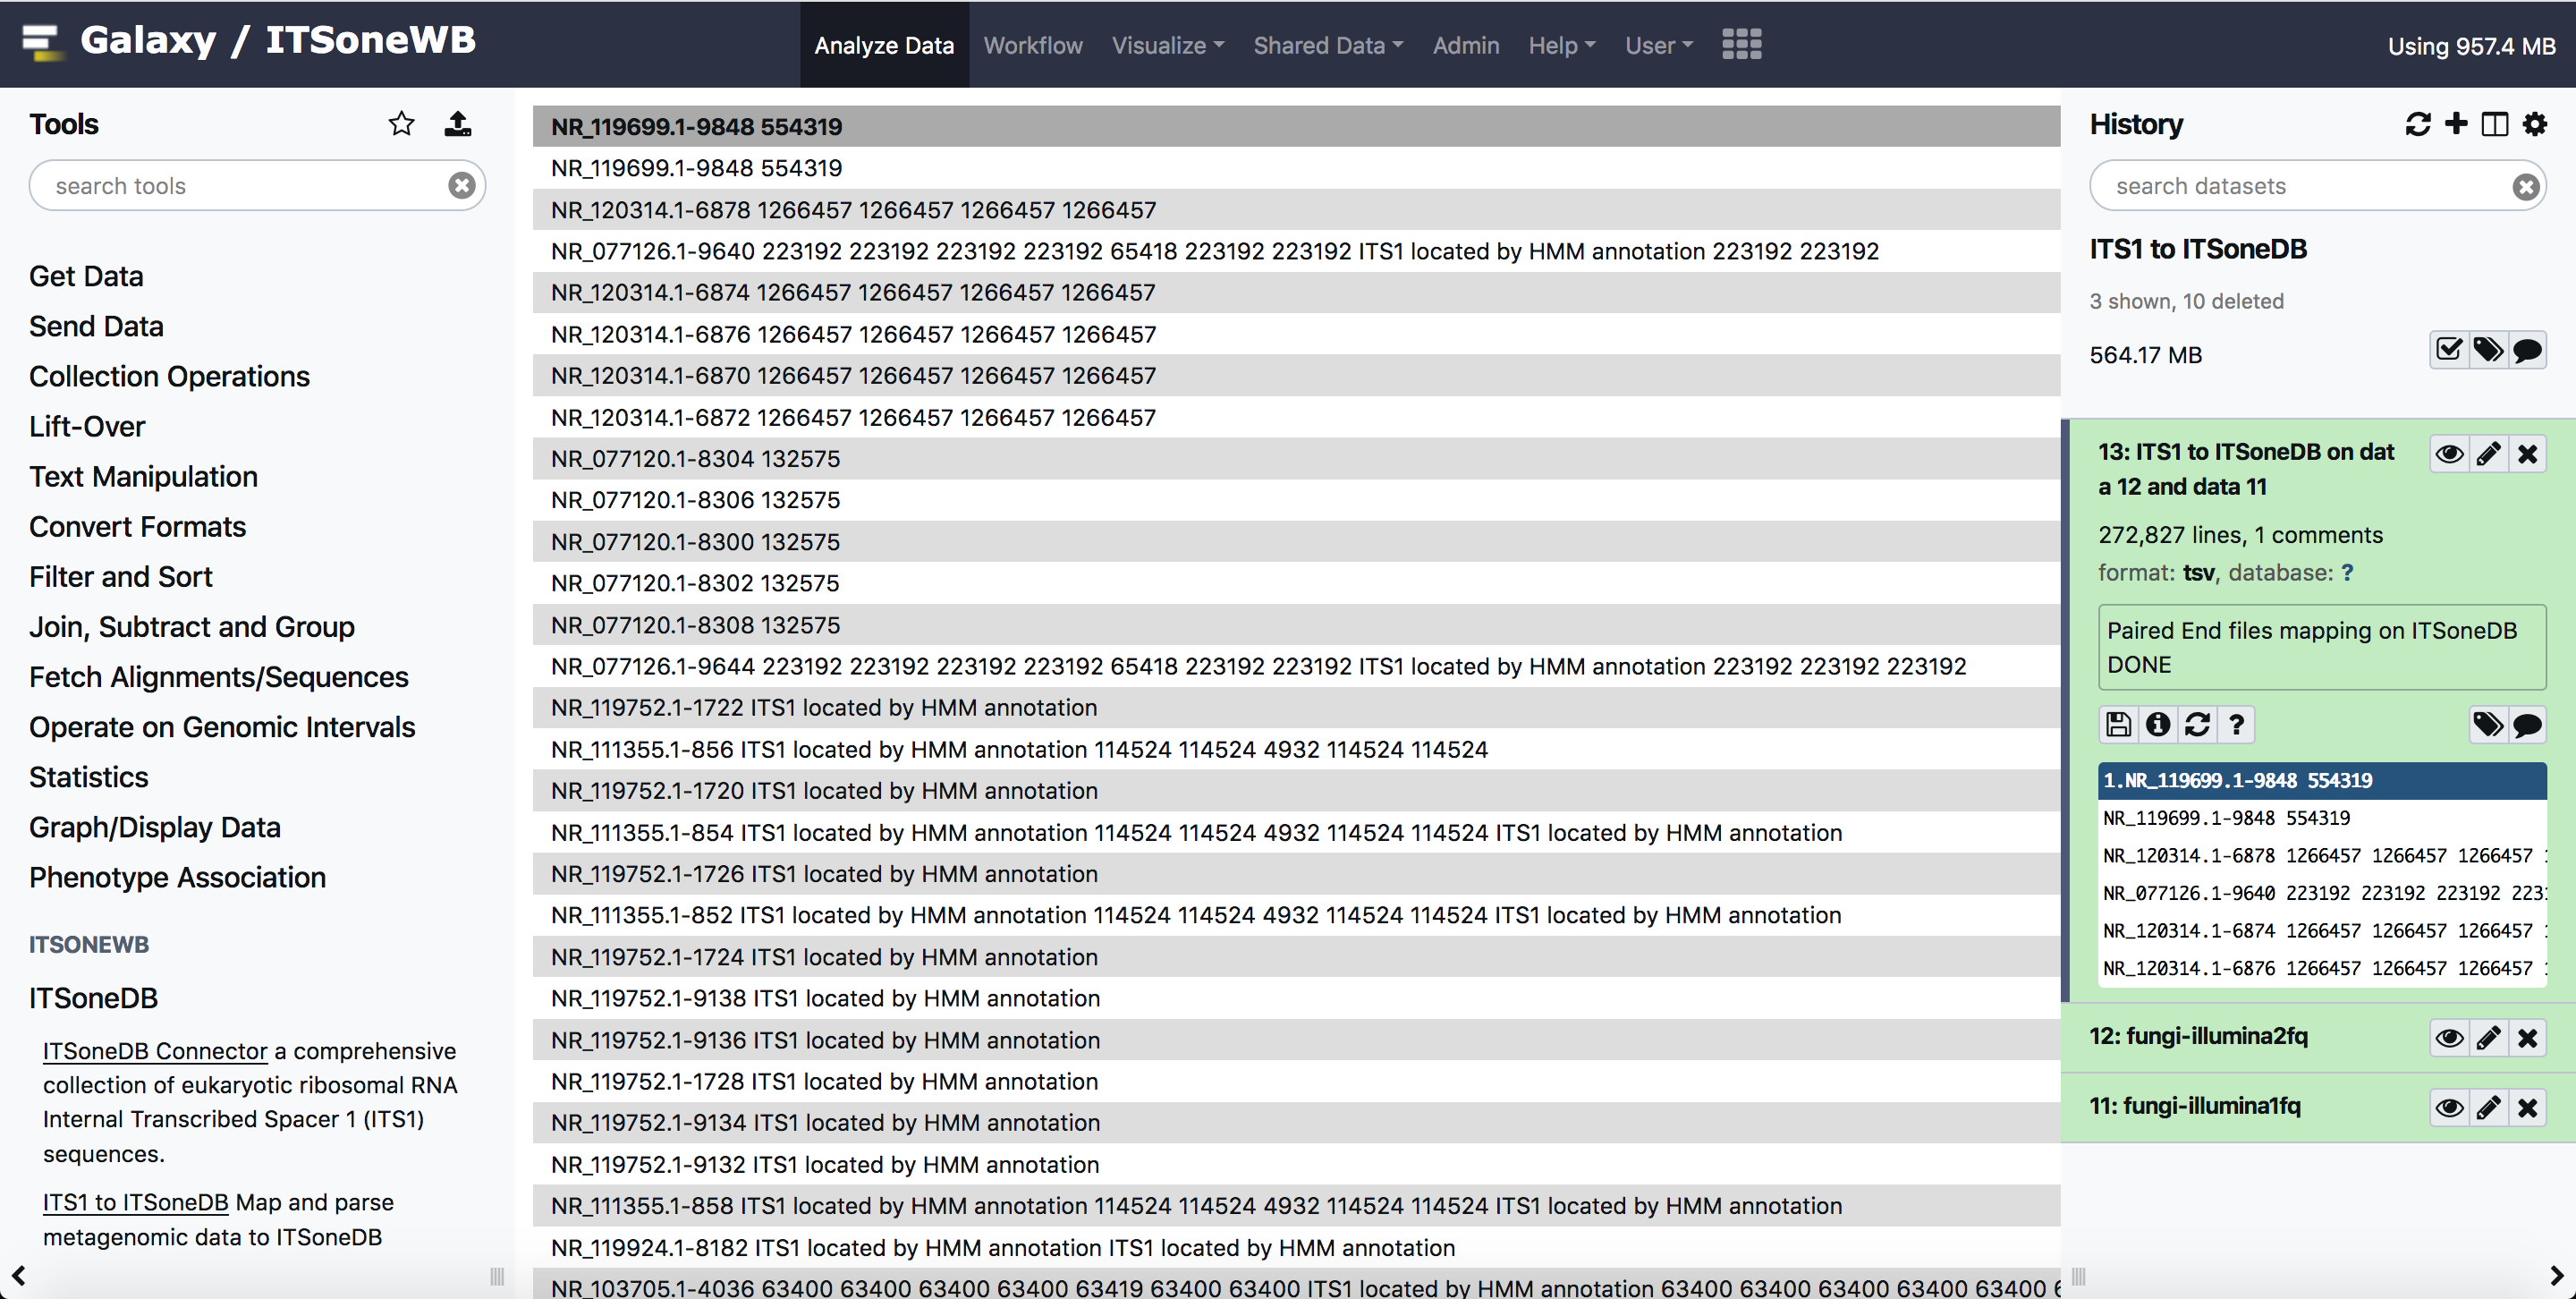 Galaxy / ITSoneWB
Analyze Data Workflow Visualize Shared Data Admin Help User
Using 957.4 MB
Tools
search tools
Get Data
Send Data
Collection Operations
Lift-Over
Text Manipulation
Convert Formats
Filter and Sort
Join, Subtract and Group
Fetch Alignments/Sequences
Operate on Genomic Intervals
Statistics
Graph/Display Data
Phenotype Association
ITSONEWB
ITSoneDB
ITSoneDB Connector a comprehensive
collection of eukaryotic ribosomal RNA
Internal Transcribed Spacer 1 (ITS1)
sequences.
ITS1 to ITSoneDB Map and parse
metagenomic data to ITSoneDB
NR_119699.1-9848 554319
NR_119699.1-9848 554319
NR_120314.1-6878 1266457 1266457 1266457 1266457
NR_077126.1-9640 223192 223192 223192 223192 65418 223192 223192 ITS1 located by HMM annotation 223192 223192
NR_120314.1-6874 1266457 1266457 1266457 1266457
NR_120314.1-6876 1266457 1266457 1266457 1266457
NR_120314.1-6870 1266457 1266457 1266457 1266457
NR_120314.1-6872 1266457 1266457 1266457 1266457
NR_077120.1-8304 132575
NR_077120.1-8306 132575
NR_077120.1-8300 132575
NR_077120.1-8302 132575
NR_077120.1-8308 132575
NR_077126.1-9644 223192 223192 223192 223192 65418 223192 223192 ITS1 located by HMM annotation 223192 223192 223192
NR_119752.1-1722 ITS1 located by HMM annotation
NR_111355.1-856 ITS1 located by HMM annotation 114524 114524 4932 114524 114524
NR_119752.1-1720 ITS1 located by HMM annotation
NR_111355.1-854 ITS1 located by HMM annotation 114524 114524 4932 114524 114524 ITS1 located by HMM annotation
NR_119752.1-1726 ITS1 located by HMM annotation
NR_111355.1-852 ITS1 located by HMM annotation 114524 114524 4932 114524 114524 ITS1 located by HMM annotation
NR_119752.1-1724 ITS1 located by HMM annotation
NR_119752.1-9138 ITS1 located by HMM annotation
NR_119752.1-9136 ITS1 located by HMM annotation
NR_119752.1-1728 ITS1 located by HMM annotation
NR_119752.1-9134 ITS1 located by HMM annotation
NR_119752.1-9132 ITS1 located by HMM annotation
NR_111355.1-858 ITS1 located by HMM annotation 114524 114524 4932 114524 114524 ITS1 located by HMM annotation
NR_119924.1-8182 ITS1 located by HMM annotation ITS1 located by HMM annotation
NR_103705.1-4036 63400 63400 63400 63400 63419 63400 63400 ITS1 located by HMM annotation 63400 63400 63400 63400 63400
History
search datasets
ITS1 to ITSoneDB
3 shown, 10 deleted
564.17 MB
13: ITS1 to ITSoneDB on dat
a 12 and data 11
272,827 lines, 1 comments
format: tsv, database: ?
Paired End files mapping on ITSoneDB
DONE
1.NR_119699.1-9848 554319
NR_119699.1-9848 554319
NR_120314.1-6878 1266457 1266457 1266457
NR_077126.1-9640 223192 223192 223192 223
NR_120314.1-6874 1266457 1266457 1266457
NR_120314.1-6876 1266457 1266457 1266457
12: fungi-illumina2fq
11: fungi-illumina1fq